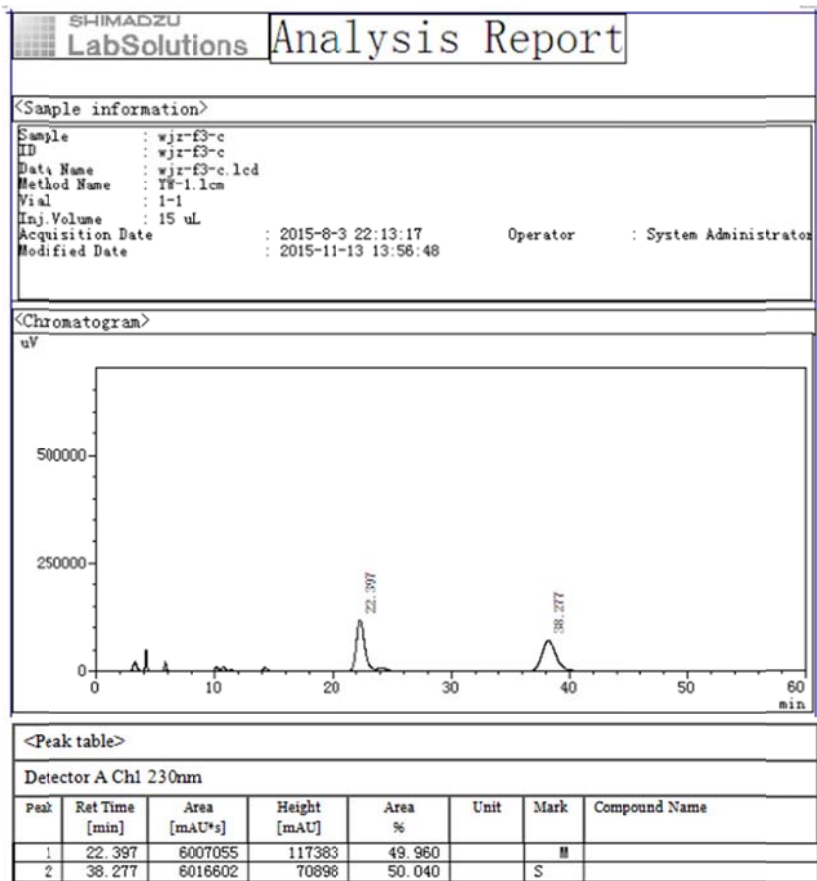 SHIMADZU
LabSolutions Analysis Report
<Sample information>
Sample : wjz-f3-c
ID : wjz-f3-c
Data Name : wjz-f3-c.lcd
Method Name : YW-1.lcm
Vial : 1-1
Inj.Volume : 15 uL
Acquisition Date : 2015-8-3 22:13:17 Operator : System Administrator
Modified Date : 2015-11-13 13:56:48
<Chromatogram>
uV
500000
250000
22.397
38.277
0
0 10 20 30 40 50 60
min
<Peak table>
Detector A Ch1 230nm
Peak Ret Time Area Height Area Unit Mark Compound Name
[min] [mAU*s] [mAU] %
1 22.397 6007055 117383 49.960 M
2 38.277 6016602 70898 50.040 S